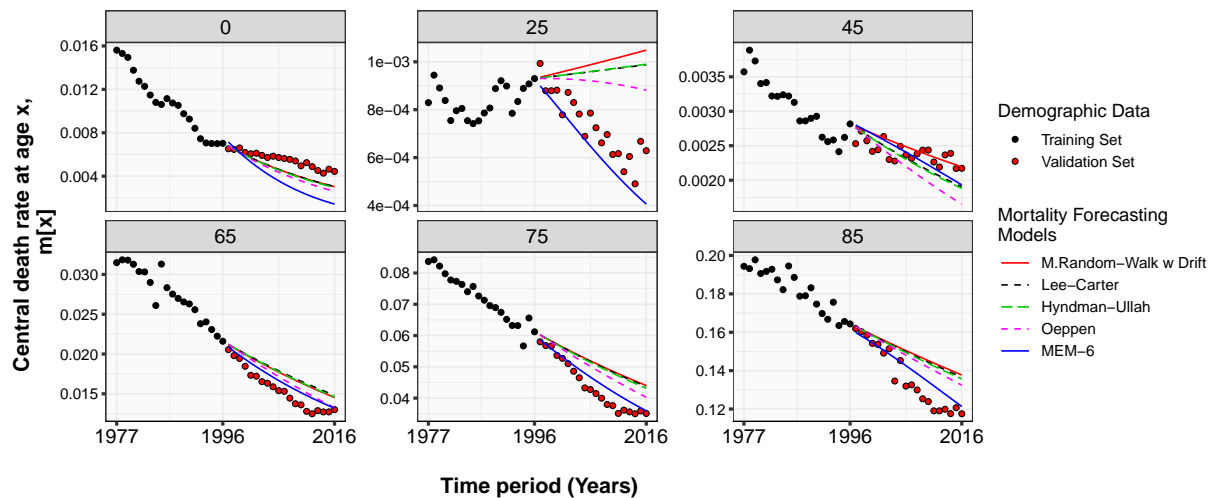 0
25
45
0.016
0.012
0.008
0.004
1e−03
8e−04
6e−04
4e−04
0.0035
0.0030
0.0025
0.0020
65
75
85
0.030
0.025
0.020
0.015
0.08
0.07
0.06
0.05
0.04
0.20
0.18
0.16
0.14
0.12
1977
1996
2016
1977
1996
2016
1977
1996
2016
Time period (Years)
Central death rate at age x,
m[x]
Demographic Data
Training Set
Validation Set
Mortality Forecasting
Models
M.Random−Walk w Drift
Lee−Carter
Hyndman−Ullah
Oeppen
MEM−6